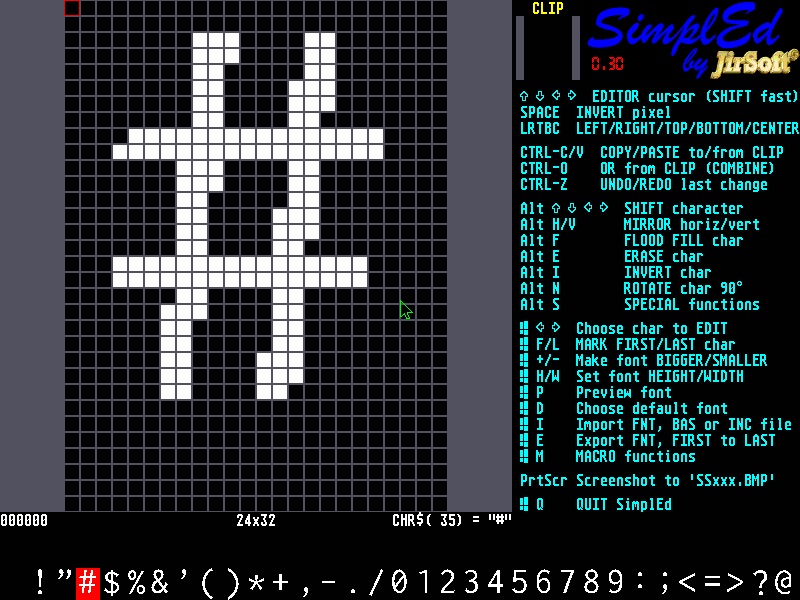 CLIP
SimplEd
0.30
by JirSoft®
⇧ ⇩ ⇦ ⇨ EDITOR cursor (SHIFT fast)
SPACE INVERT pixel
LRTBC LEFT/RIGHT/TOP/BOTTOM/CENTER
CTRL-C/V COPY/PASTE to/from CLIP
CTRL-O OR from CLIP (COMBINE)
CTRL-Z UNDO/REDO last change
Alt ⇧ ⇩ ⇦ ⇨ SHIFT character
Alt H/V MIRROR horiz/vert
Alt F FLOOD FILL char
Alt E ERASE char
Alt I INVERT char
Alt N ROTATE char 90°
Alt S SPECIAL functions
⇦ ⇨ Choose char to EDIT
F/L MARK FIRST/LAST char
+/- Make font BIGGER/SMALLER
H/W Set font HEIGHT/WIDTH
P Preview font
D Choose default font
I Import FNT, BAS or INC file
E Export FNT, FIRST to LAST
M MACRO functions
PrtScr Screenshot to 'SSxxx.BMP'
Q QUIT SimplEd
000000 24x32 CHR$( 35) = "#"
!"#$%&'()*+,-./0123456789:;<=>?@